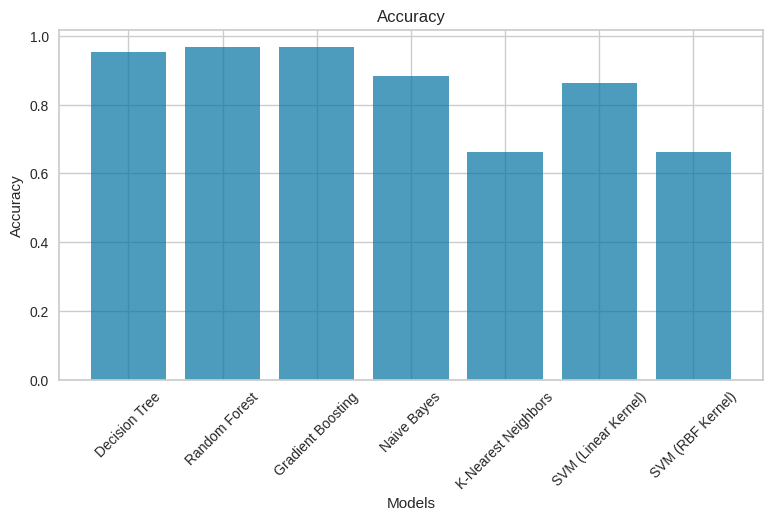 Accuracy
Accuracy
1.0
0.8
0.6
0.4
0.2
0.0
Decision Tree
Random Forest
Gradient Boosting
Naive Bayes
K-Nearest Neighbors
SVM (Linear Kernel)
SVM (RBF Kernel)
Models